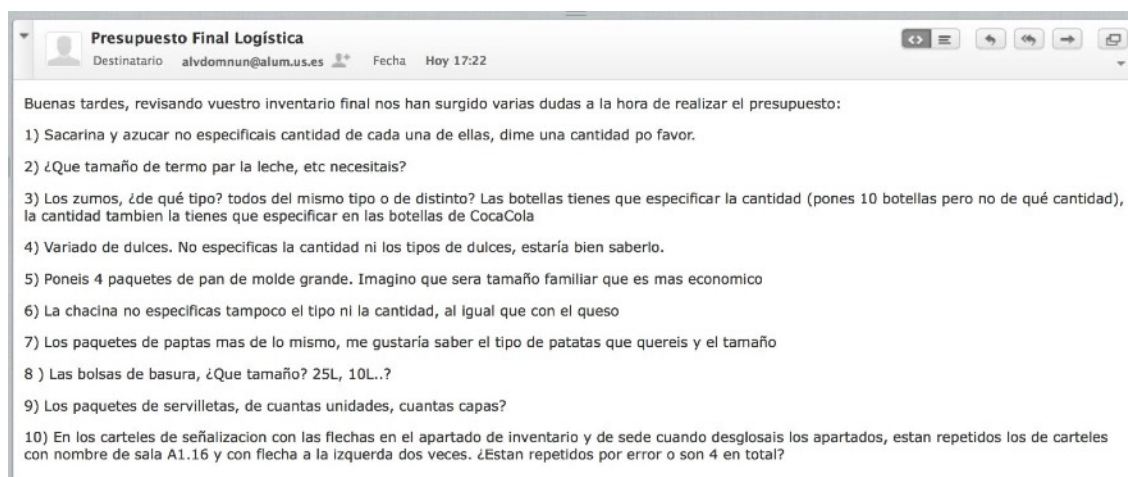 Presupuesto Final Logística
Destinatario alvdomnun@alum.us.es Fecha Hoy 17:22
Buenas tardes, revisando vuestro inventario final nos han surgido varias dudas a la hora de realizar el presupuesto:
1) Sacarina y azucar no especificais cantidad de cada una de ellas, dime una cantidad po favor.
2) ¿Que tamaño de termo par la leche, etc necesitais?
3) Los zumos, ¿de qué tipo? todos del mismo tipo o de distinto? Las botellas tienes que especificar la cantidad (pones 10 botellas pero no de qué cantidad),
la cantidad tambien la tienes que especificar en las botellas de CocaCola
4) Variado de dulces. No especificas la cantidad ni los tipos de dulces, estaría bien saberlo.
5) Poneis 4 paquetes de pan de molde grande. Imagino que sera tamaño familiar que es mas economico
6) La chacina no especificas tampoco el tipo ni la cantidad, al igual que con el queso
7) Los paquetes de paptas mas de lo mismo, me gustaría saber el tipo de patatas que quereis y el tamaño
8 ) Las bolsas de basura, ¿Que tamaño? 25L, 10L..?
9) Los paquetes de servilletas, de cuantas unidades, cuantas capas?
10) En los carteles de señalizacion con las flechas en el apartado de inventario y de sede cuando desglosais los apartados, estan repetidos los de carteles
con nombre de sala A1.16 y con flecha a la izquerda dos veces. ¿Estan repetidos por error o son 4 en total?